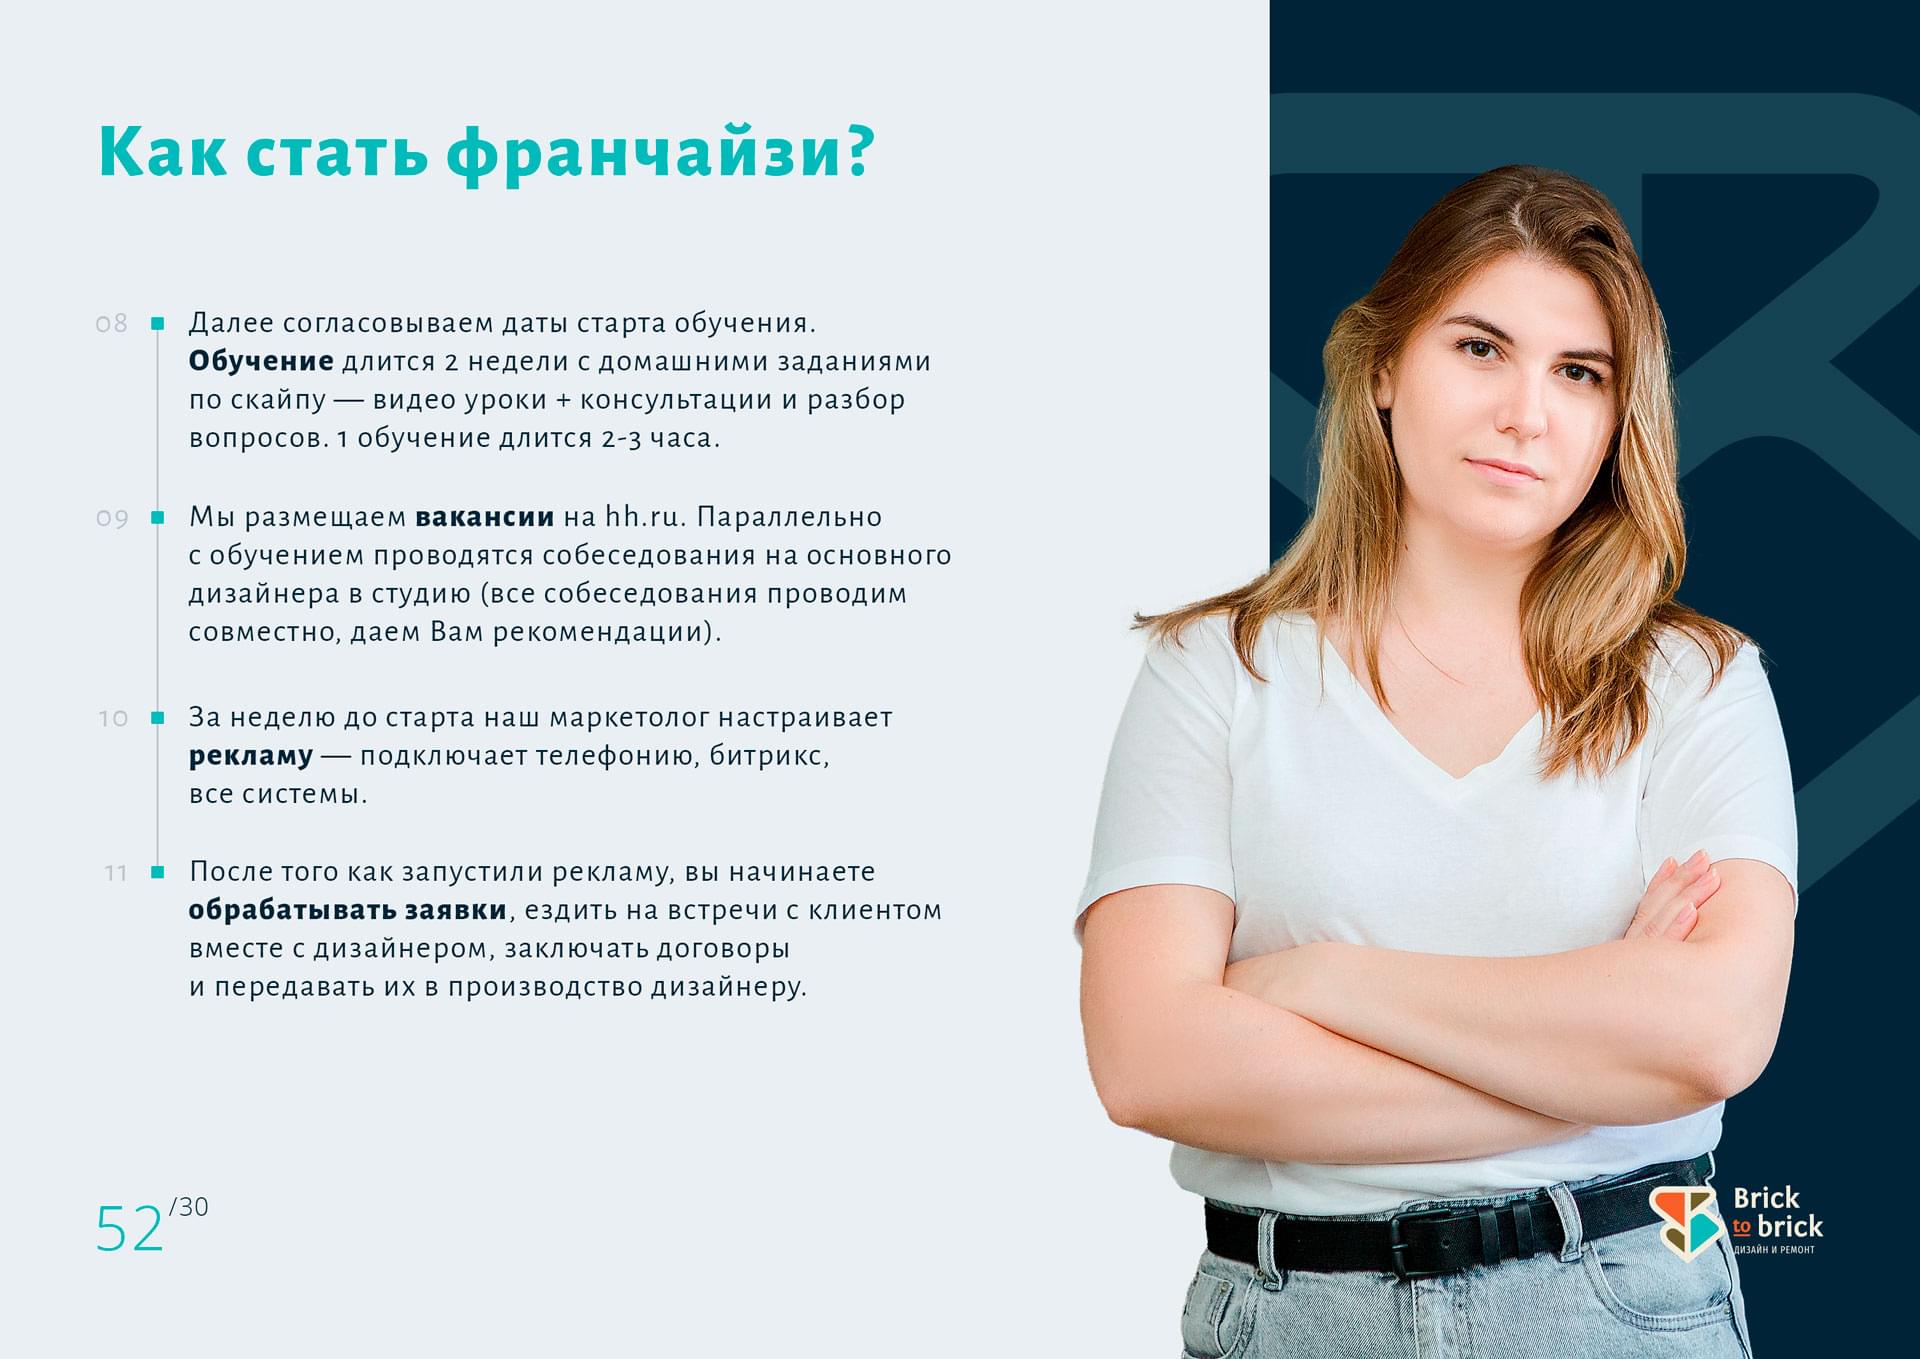 Как стать франчайзи?
08
Далее согласовываем даты старта обучения.
Обучение длится 2 недели с домашними заданиями
по скайпу — видео уроки + консультации и разбор
вопросов. 1 обучение длится 2-3 часа.
09
Мы размещаем вакансии на hh.ru. Параллельно
с обучением проводятся собеседования на основного
дизайнера в студию (все собеседования проводим
совместно, даем Вам рекомендации).
10
За неделю до старта наш маркетолог настраивает
рекламу — подключает телефонию, битрикс,
все системы.
11
После того как запустили рекламу, вы начинаете
обрабатывать заявки, ездить на встречи с клиентом
вместе с дизайнером, заключать договоры
и передавать их в производство дизайнеру.
52/30
Brick
to brick
ДИЗАЙН И РЕМОНТ